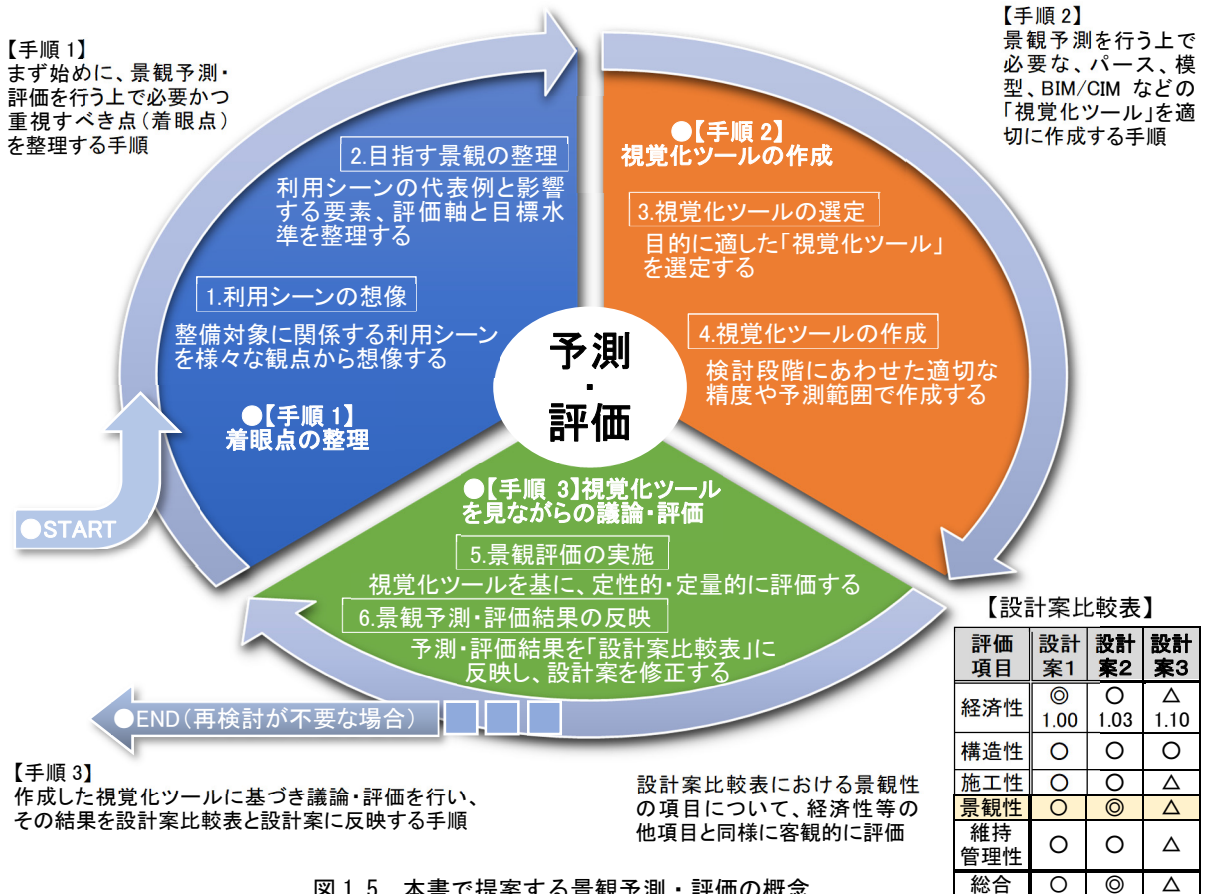 【手順 1】
まず始めに、景観予測・
評価を行う上で必要かつ
重視すべき点(着眼点)
を整理する手順
【手順 2】
景観予測を行う上で
必要な、パース、模
型、BIM/CIM などの
「視覚化ツール」を適
切に作成する手順
2.目指す景観の整理
利用シーンの代表例と影響
する要素、評価軸と目標水
準を整理する
1.利用シーンの想像
整備対象に関係する利用シーン
を様々な観点から想像する
●【手順 1】
着眼点の整理
●START
●【手順 2】
視覚化ツールの作成
3.視覚化ツールの選定
目的に適した「視覚化ツール」
を選定する
4.視覚化ツールの作成
検討段階にあわせた適切な
精度や予測範囲で作成する
予測
・
評価
●【手順 3】視覚化ツール
を見ながらの議論・評価
5.景観評価の実施
視覚化ツールを基に、定性的・定量的に評価する
6.景観予測・評価結果の反映
予測・評価結果を「設計案比較表」に
反映し、設計案を修正する
●END(再検討が不要な場合)
【手順 3】
作成した視覚化ツールに基づき議論・評価を行い、
その結果を設計案比較表と設計案に反映する手順
設計案比較表における景観性
の項目について、経済性等の
他項目と同様に客観的に評価
【設計案比較表】
評価 設計 設計 設計
項目 案1 案2 案3
経済性 ◎ ○ △
1.00 1.03 1.10
構造性 ○ ○ ○
施工性 ○ ○ △
景観性 ○ ◎ △
維持
管理性 ○ ○ △
総合 ○ ◎ △
図 1.5 本書で提案する景観予測・評価の概念